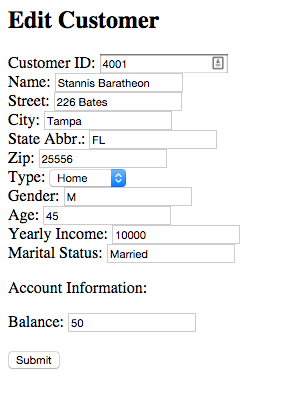 Edit Customer
Customer ID: 4001
Name: Stannis Baratheon
Street: 226 Bates
City: Tampa
State Abbr.: FL
Zip: 25556
Type: Home
Gender: M
Age: 45
Yearly Income: 10000
Marital Status: Married
Account Information:
Balance: 50
Submit